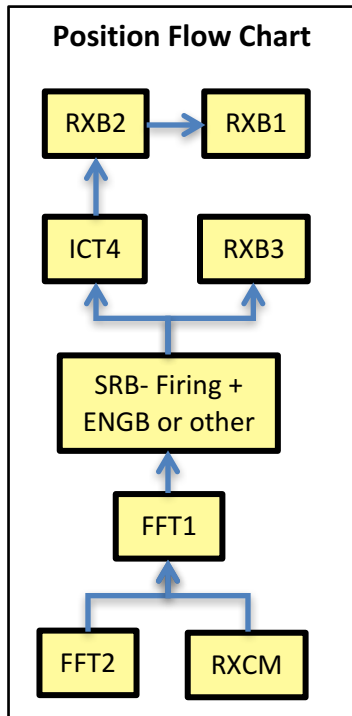 Position Flow Chart
RXB2
RXB1
ICT4
RXB3
SRB- Firing +
ENGB or other
FFT1
FFT2
RXCM